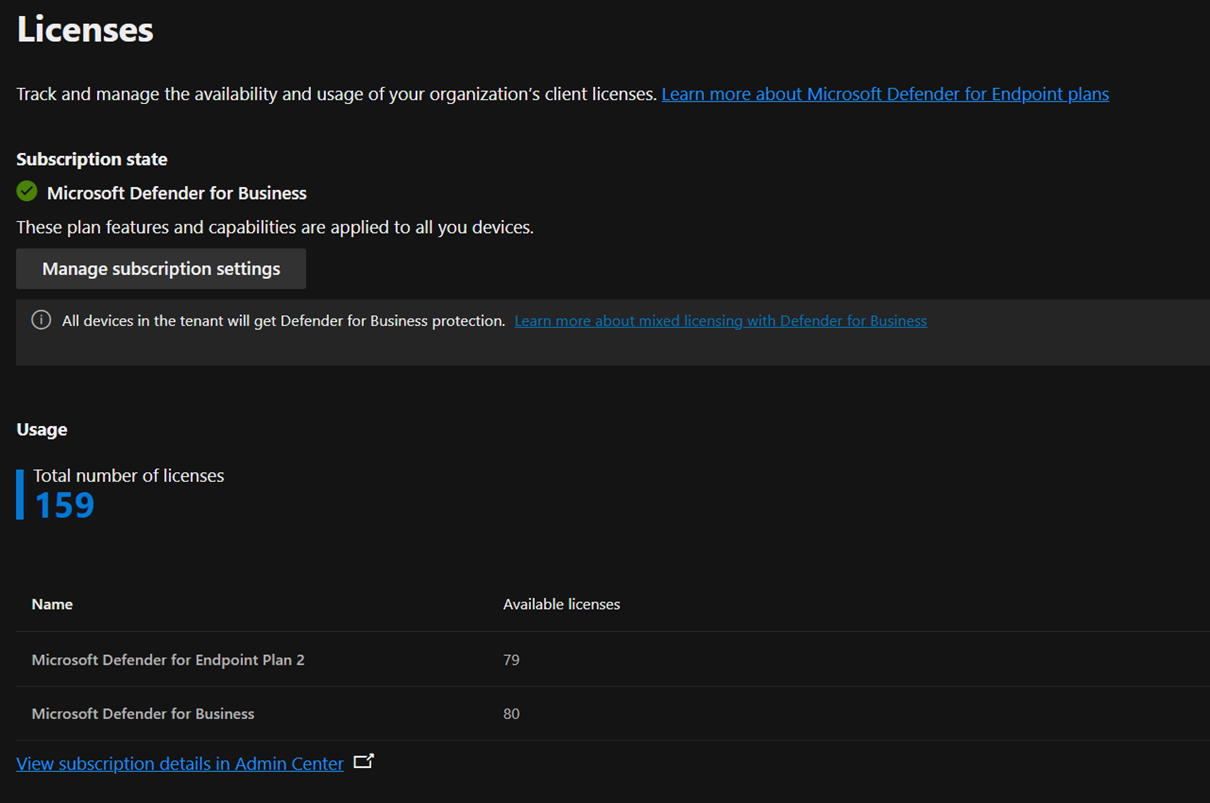 Licenses
Track and manage the availability and usage of your organization's client licenses. Learn more about Microsoft Defender for Endpoint plans
Subscription state
Microsoft Defender for Business
These plan features and capabilities are applied to all you devices.
Manage subscription settings
All devices in the tenant will get Defender for Business protection. Learn more about mixed licensing with Defender for Business
Usage
Total number of licenses
159
Name Available licenses
Microsoft Defender for Endpoint Plan 2 79
Microsoft Defender for Business 80
View subscription details in Admin Center